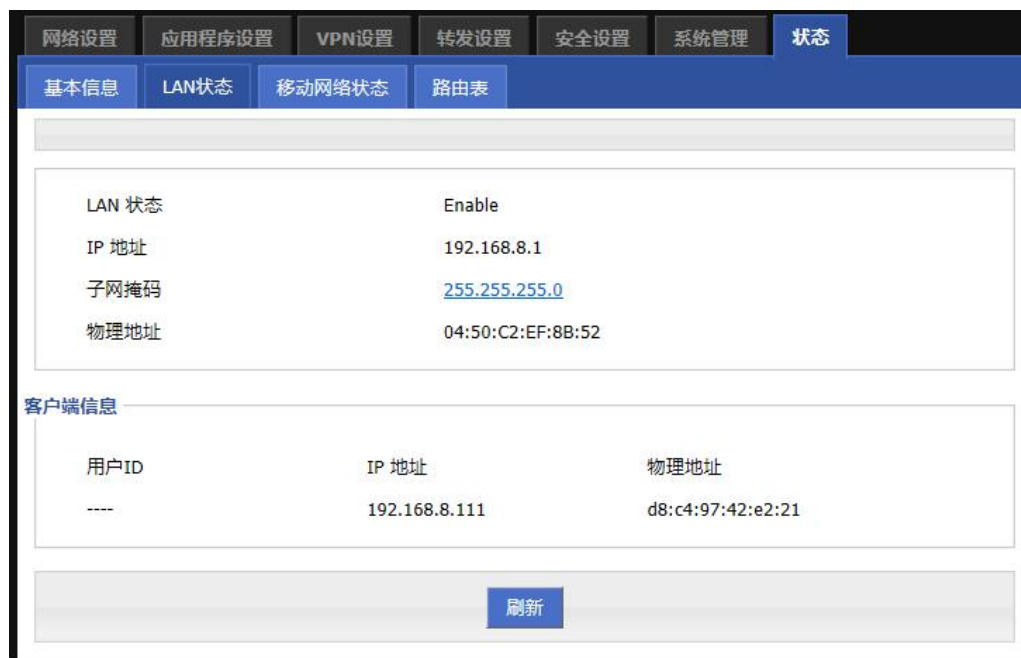 网络设置 应用程序设置 VPN设置 转发设置 安全设置 系统管理 状态
基本信息 LAN状态 移动网络状态 路由表
LAN 状态 Enable
IP 地址 192.168.8.1
子网掩码 255.255.255.0
物理地址 04:50:C2:EF:8B:52
客户端信息
用户ID IP 地址 物理地址
---- 192.168.8.111 d8:c4:97:42:e2:21
刷新